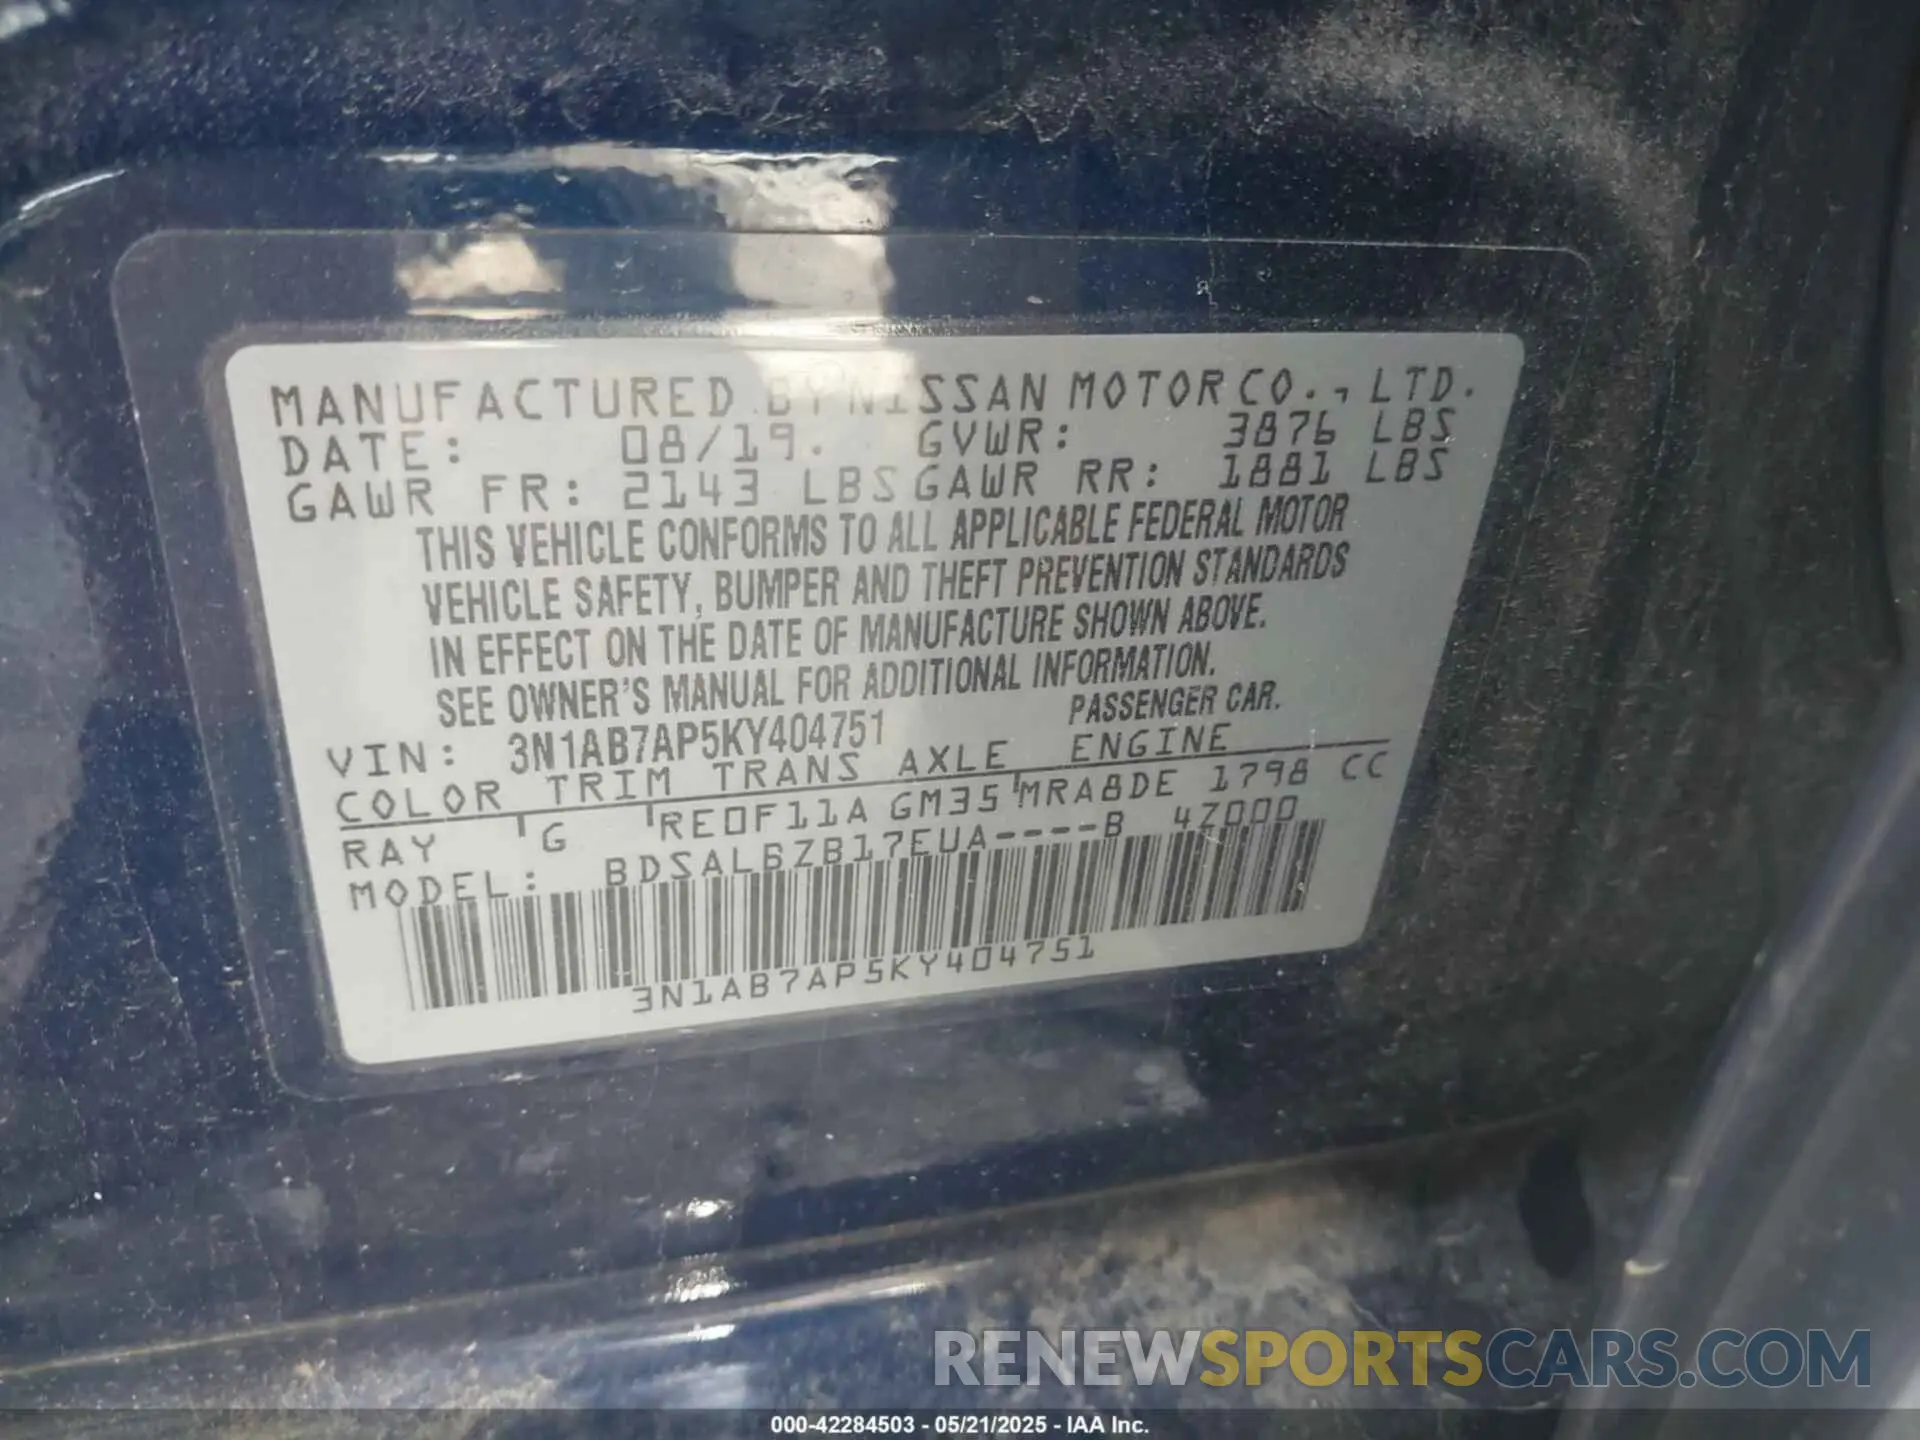 MANUFACTURED BY NISSAN MOTOR CO., LTD.
DATE: 08/19. GVWR: 3876 LBS
GAWR FR: 2143 LBS GAWR RR: 1881 LBS
THIS VEHICLE CONFORMS TO ALL APPLICABLE FEDERAL MOTOR
VEHICLE SAFETY, BUMPER AND THEFT PREVENTION STANDARDS
IN EFFECT ON THE DATE OF MANUFACTURE SHOWN ABOVE.
SEE OWNER'S MANUAL FOR ADDITIONAL INFORMATION.
VIN: 3N1AB7AP5KY404751 PASSENGER CAR.
COLOR TRIM TRANS AXLE ENGINE
RAY G RE0F11A GM35 MRA8DE 1798 CC
MODEL: BDSALBZB17EUA----B 4Z000
3N1AB7AP5KY404751
RENEWSPORTSCARS.COM
000-42284503 - 05/21/2025 - IAA Inc.